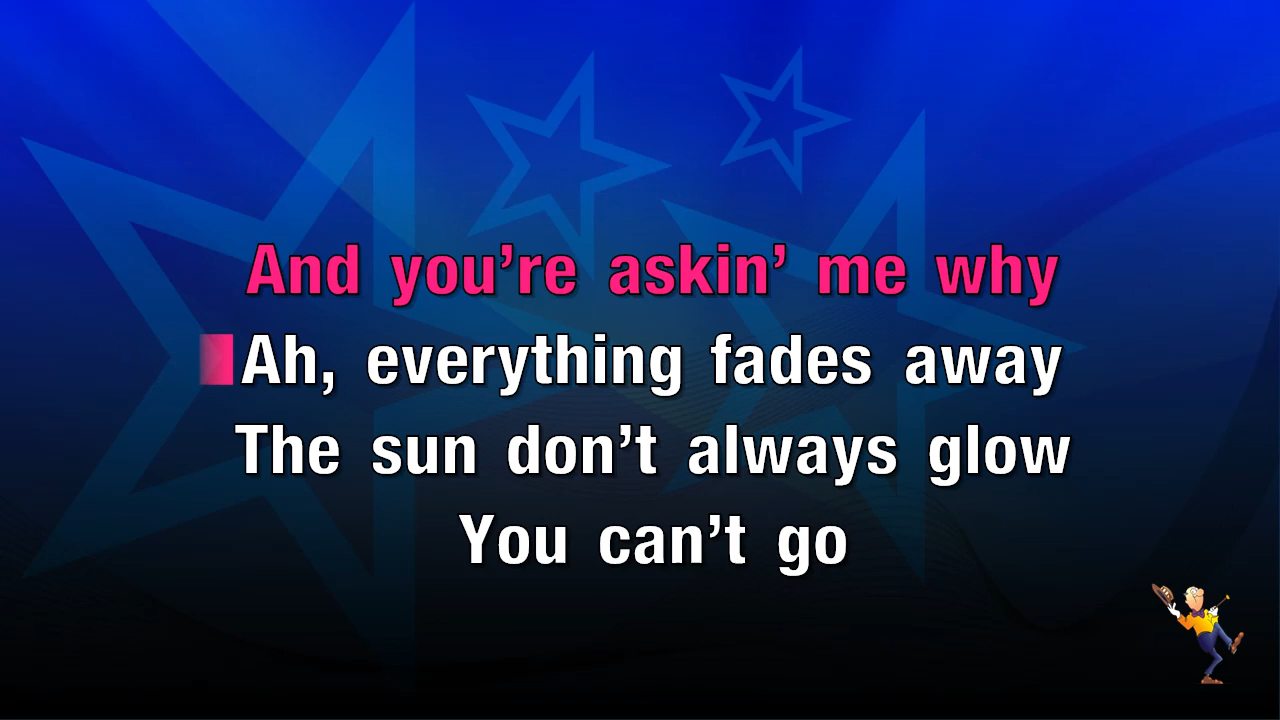 And you’re askin’ me why
Ah, everything fades away
The sun don’t always glow
You can’t go